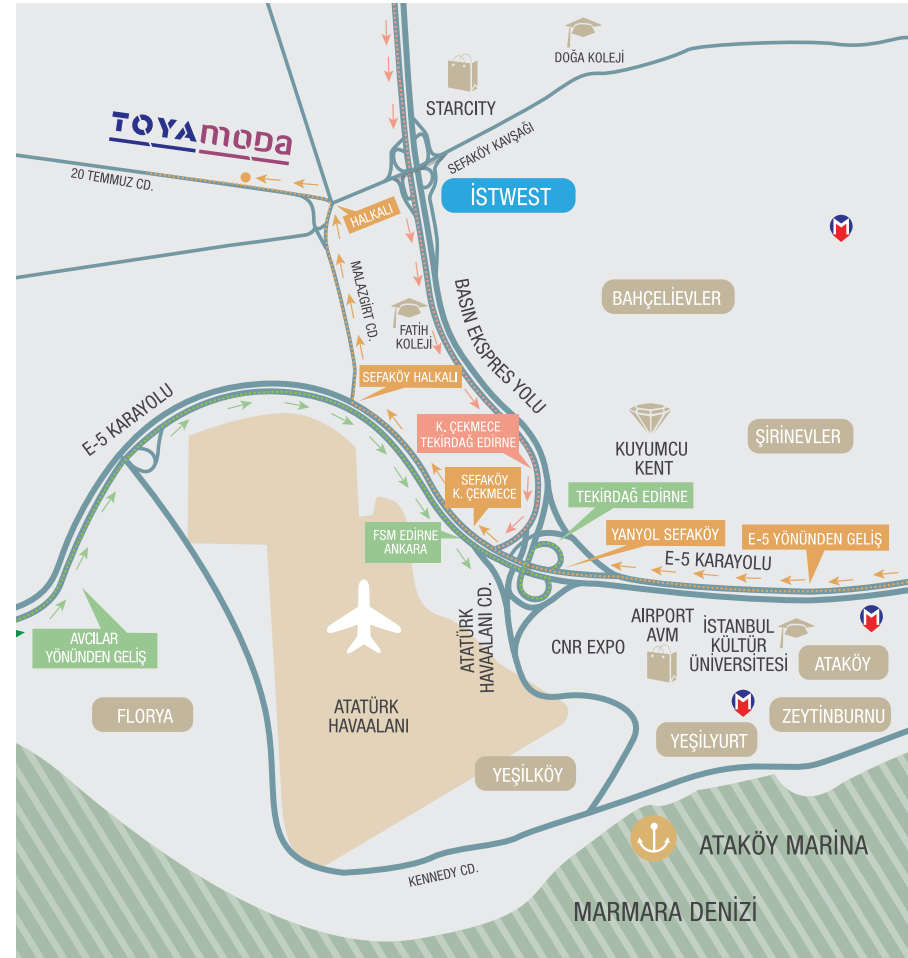 DOĞA KOLEJİ
STARCITY
TOYAMODA
SEFAKÖY KAVŞAĞI
20 TEMMUZ CD.
İSTWEST
HALKALI
M
MALAZGİRT CD.
BASIN EKSPRES YOLU
BAHÇELİEVLER
FATİH
KOLEJİ
SEFAKÖY HALKALI
E-5 KARAYOLU
K. ÇEKMECE
TEKİRDAĞ EDİRNE
KUYUMCU
KENT
ŞİRİNEVLER
SEFAKÖY
K. ÇEKMECE
TEKİRDAĞ EDİRNE
FSM EDİRNE
ANKARA
YANYOL SEFAKÖY
E-5 YÖNÜNDEN GELİŞ
E-5 KARAYOLU
AVCILAR
YÖNÜNDEN GELİŞ
ATATÜRK
HAVAALANI CD.
CNR EXPO
AIRPORT
AVM
İSTANBUL
KÜLTÜR
ÜNİVERSİTESİ
M
ATAKÖY
FLORYA
ATATÜRK
HAVAALANI
M
ZEYTİNBURNU
YEŞİLYURT
YEŞİLKÖY
ATAKÖY MARİNA
KENNEDY CD.
MARMARA DENİZİ